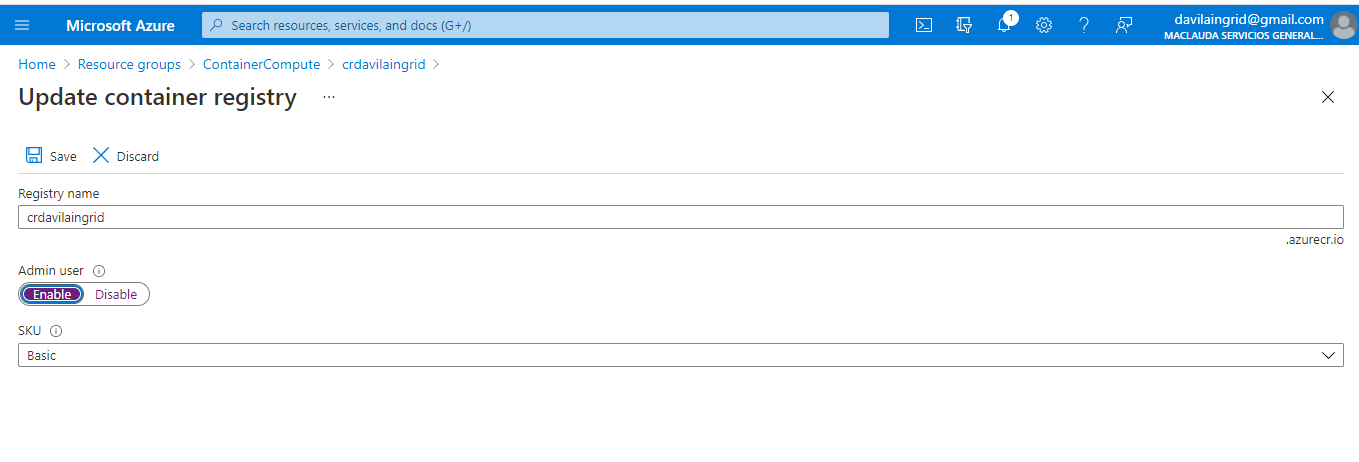 Microsoft Azure
Search resources, services, and docs (G+/)
1
davilaingrid@gmail.com
MACLAUDA SERVICIOS GENERAL...
Home > Resource groups > ContainerCompute > crdavilaingrid >
Update container registry ...
Save Discard
Registry name
crdavilaingrid
.azurecr.io
Admin user
Enable Disable
SKU
Basic